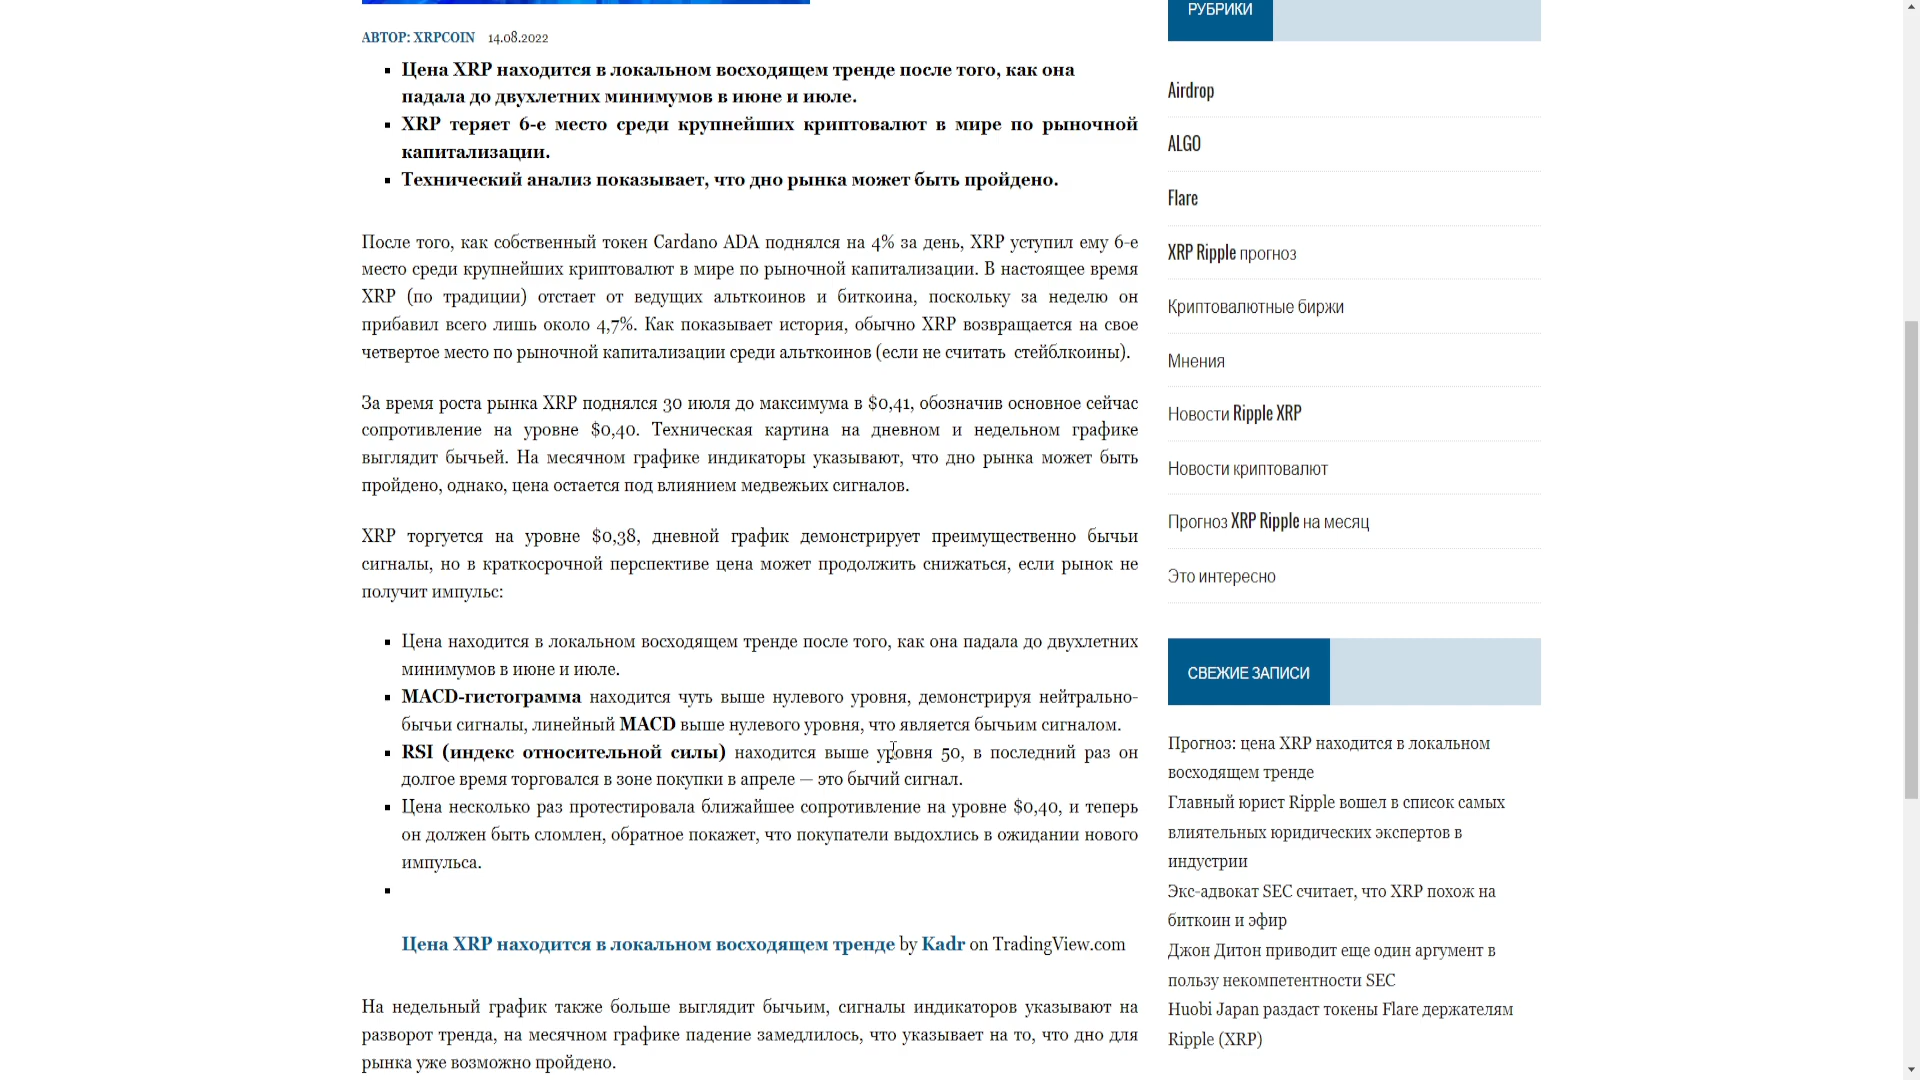 АВТОР: XRPCOIN 14.08.2022
Цена XRP находится в локальном восходящем тренде после того, как она
падала до двухлетних минимумов в июне и июле.
XRP теряет 6-е место среди крупнейших криптовалют в мире по рыночной
капитализации.
Технический анализ показывает, что дно рынка может быть пройдено.
После того, как собственный токен Cardano ADA поднялся на 4% за день, XRP уступил ему 6-е
место среди крупнейших криптовалют в мире по рыночной капитализации. В настоящее время
XRP (по традиции) отстает от ведущих альткоинов и биткоина, поскольку за неделю он
прибавил всего лишь около 4,7%. Как показывает история, обычно XRP возвращается на свое
четвертое место по рыночной капитализации среди альткоинов (если не считать стейблкоины).
За время роста рынка XRP поднялся 30 июля до максимума в $0,41, обозначив основное сейчас
сопротивление на уровне $0,40. Техническая картина на дневном и недельном графике
выглядит бычьей. На месячном графике индикаторы указывают, что дно рынка может быть
пройдено, однако, цена остается под влиянием медвежьих сигналов.
XRP торгуется на уровне $0,38, дневной график демонстрирует преимущественно бычьи
сигналы, но в краткосрочной перспективе цена может продолжить снижаться, если рынок не
получит импульс:
Цена находится в локальном восходящем тренде после того, как она падала до двухлетних
минимумов в июне и июле.
MACD-гистограмма находится чуть выше нулевого уровня, демонстрируя нейтрально-
бычьи сигналы, линейный MACD выше нулевого уровня, что является бычьим сигналом.
RSI (индекс относительной силы) находится выше уровня 50, в последний раз он
долгое время торговался в зоне покупки в апреле — это бычий сигнал.
Цена несколько раз протестировала ближайшее сопротивление на уровне $0,40, и теперь
он должен быть сломлен, обратное покажет, что покупатели выдохлись в ожидании нового
импульса.
Цена XRP находится в локальном восходящем тренде by Kadr on TradingView.com
На недельный график также больше выглядит бычьим, сигналы индикаторов указывают на
разворот тренда, на месячном графике падение замедлилось, что указывает на то, что дно для
рынка уже возможно пройдено.
РУБРИКИ
Airdrop
ALGO
Flare
XRP Ripple прогноз
Криптовалютные биржи
Мнения
Новости Ripple XRP
Новости криптовалют
Прогноз XRP Ripple на месяц
Это интересно
СВЕЖИЕ ЗАПИСИ
Прогноз: цена XRP находится в локальном
восходящем тренде
Главный юрист Ripple вошел в список самых
влиятельных юридических экспертов в
индустрии
Экс-адвокат SEC считает, что XRP похож на
биткоин и эфир
Джон Дитон приводит еще один аргумент в
пользу некомпетентности SEC
Huobi Japan раздаст токены Flare держателям
Ripple (XRP)